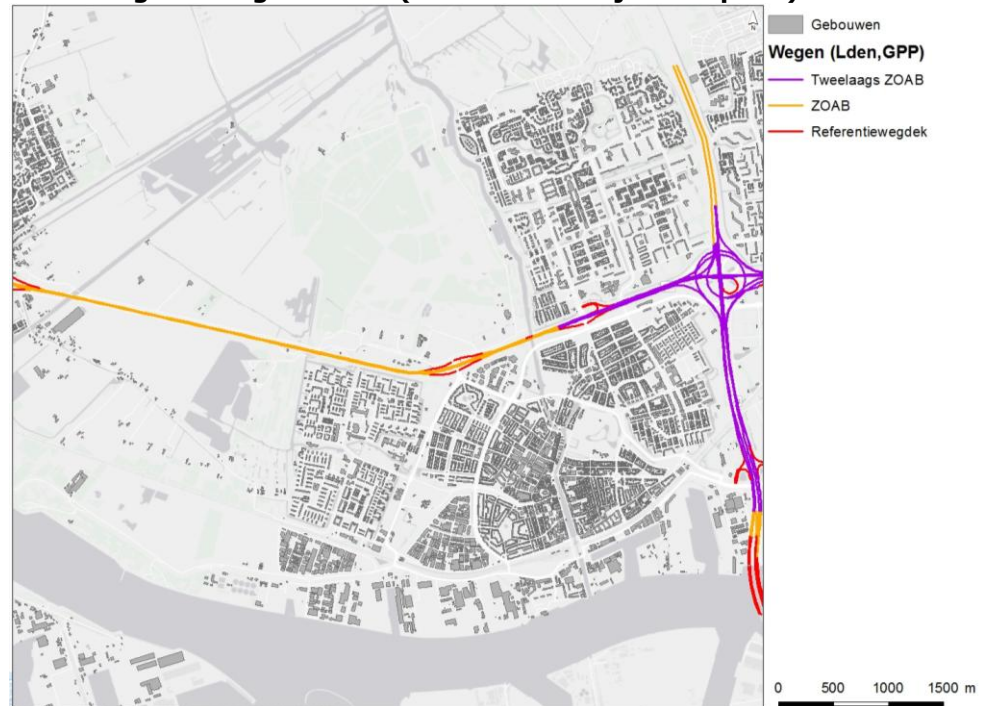 Gebouwen
Wegen (Lden,GPP)
Tweelaags ZOAB
ZOAB
Referentiewegdek
0 500 1000 1500 m